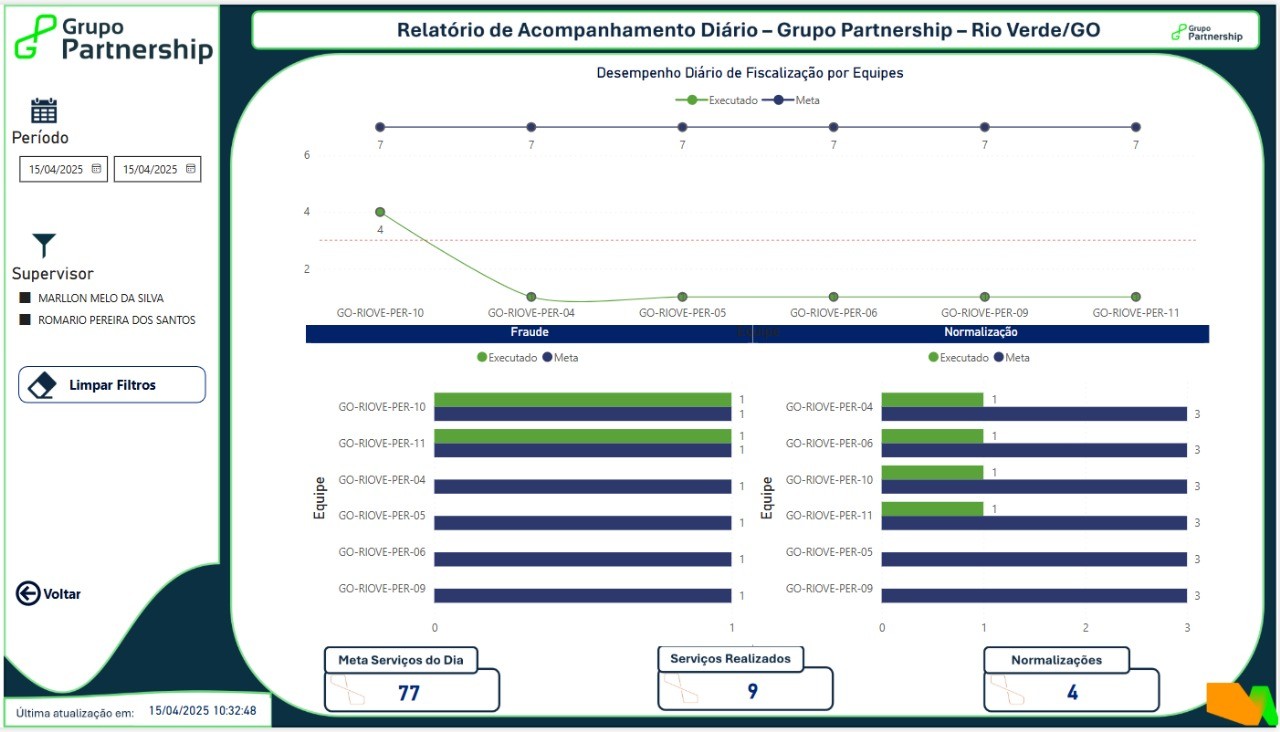 Grupo
Partnership
Relatório de Acompanhamento Diário – Grupo Partnership – Rio Verde/GO
Grupo
Partnership
Período
15/04/2025 15/04/2025
Supervisor
MARLLON MELO DA SILVA
ROMARIO PEREIRA DOS SANTOS
Limpar Filtros
Voltar
Última atualização em: 15/04/2025 10:32:48
Desempenho Diário de Fiscalização por Equipes
Executado Meta
7 7 7 7 7 7
6
4
4
2
1 1 1 1 1
GO-RIOVE-PER-10 GO-RIOVE-PER-04 GO-RIOVE-PER-05 GO-RIOVE-PER-06 GO-RIOVE-PER-09 GO-RIOVE-PER-11
Fraude
Executado Meta
Equipe
GO-RIOVE-PER-10 1
1
GO-RIOVE-PER-11 1
1
GO-RIOVE-PER-04 1
GO-RIOVE-PER-05 1
GO-RIOVE-PER-06 1
GO-RIOVE-PER-09 1
0 1
Normalização
Executado Meta
Equipe
GO-RIOVE-PER-04 1
3
GO-RIOVE-PER-06 1
3
GO-RIOVE-PER-10 1
3
GO-RIOVE-PER-11 1
3
GO-RIOVE-PER-05 3
GO-RIOVE-PER-09 3
0 1 2 3
Meta Serviços do Dia
77
Serviços Realizados
9
Normalizações
4